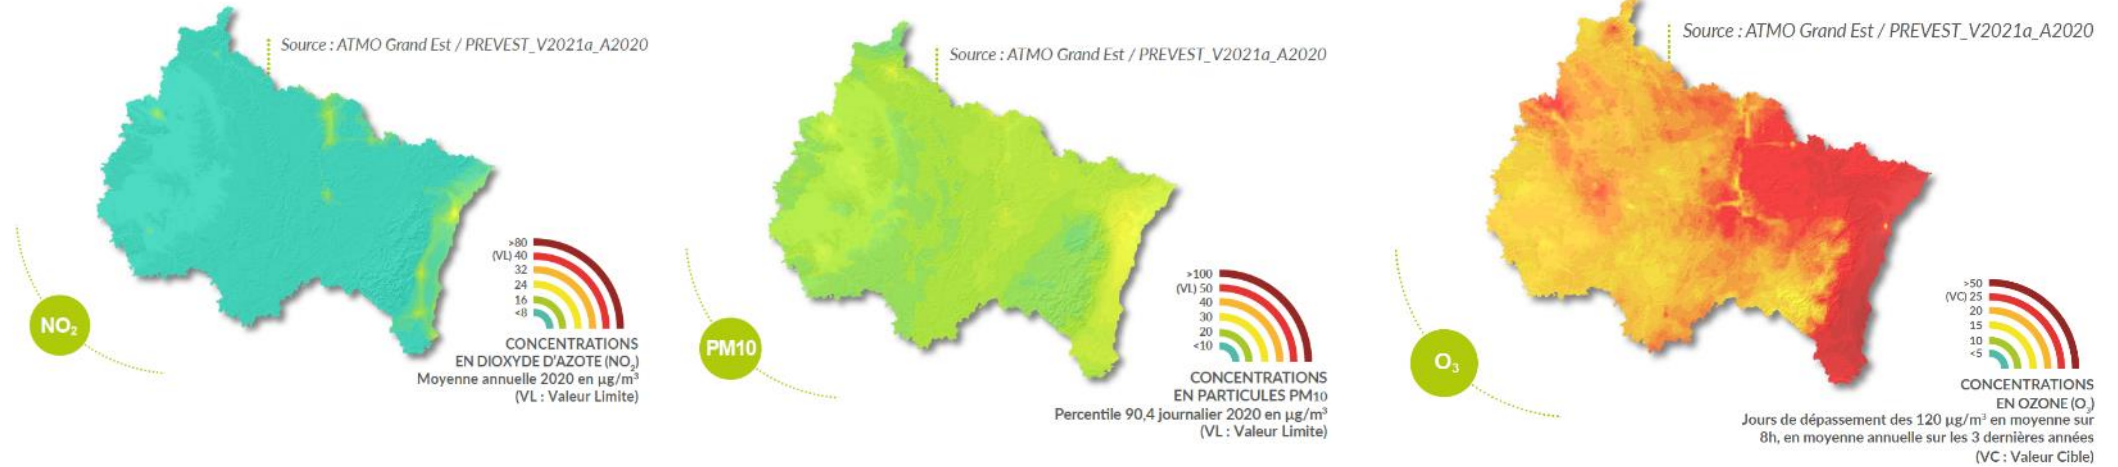 Source : ATMO Grand Est / PREVEST_V2021a_A2020
>80
(VL) 40
32
24
16
<8
NO₂
CONCENTRATIONS
EN DIOXYDE D'AZOTE (NO₂)
Moyenne annuelle 2020 en µg/m³
(VL : Valeur Limite)
Source : ATMO Grand Est / PREVEST_V2021a_A2020
>100
(VL) 50
40
30
20
<10
PM10
CONCENTRATIONS
EN PARTICULES PM10
Percentile 90,4 journalier 2020 en µg/m³
(VL : Valeur Limite)
Source : ATMO Grand Est / PREVEST_V2021a_A2020
>50
(VC) 25
20
15
10
<5
O₃
CONCENTRATIONS
EN OZONE (O₃)
Jours de dépassement des 120 µg/m³ en moyenne sur
8h, en moyenne annuelle sur les 3 dernières années
(VC : Valeur Cible)